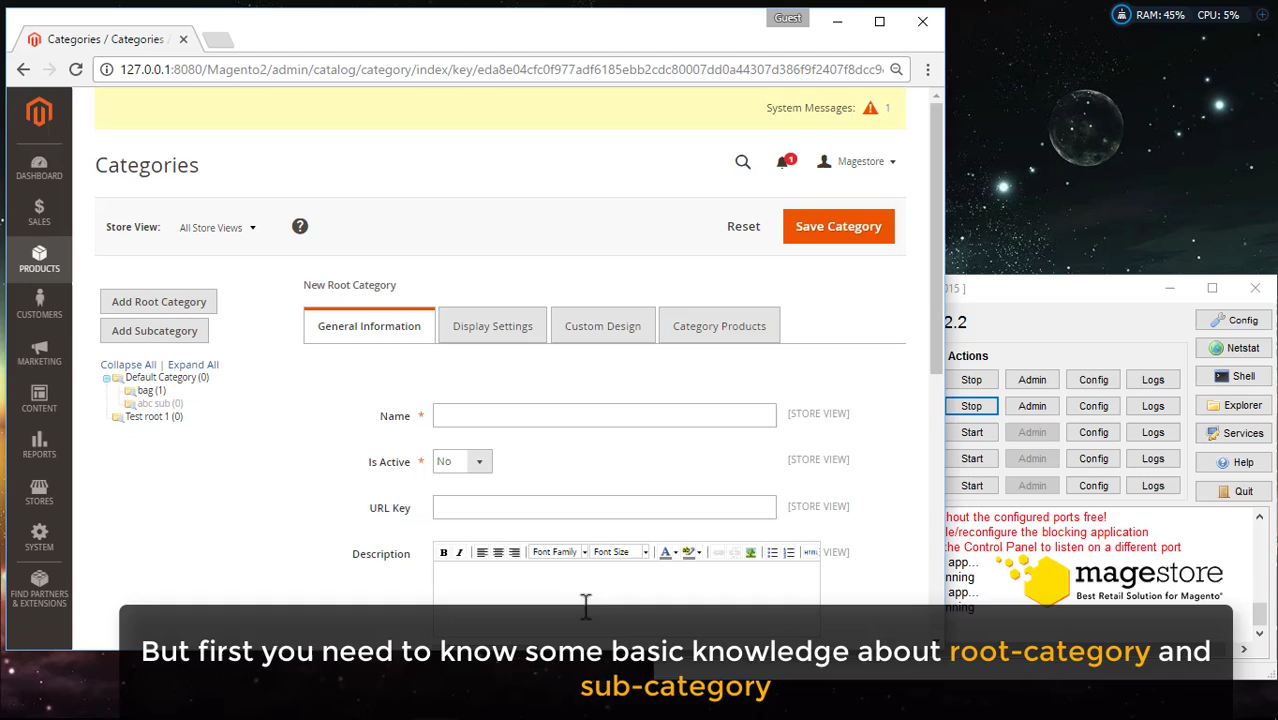 Guest
RAM: 45% CPU: 5%
Categories / Categories
127.0.0.1:8080/Magento2/admin/catalog/category/index/key/eda8e04cfc0f977adf6185ebb2cdc80007dd0a44307d386f9f2407f8dcc9
System Messages: 1
Categories
1
Magestore
DASHBOARD
SALES
PRODUCTS
CUSTOMERS
MARKETING
CONTENT
REPORTS
STORES
SYSTEM
FIND PARTNERS
& EXTENSIONS
Store View: All Store Views ?
Reset
Save Category
Add Root Category
Add Subcategory
Collapse All | Expand All
Default Category (0)
bag (1)
abc sub (0)
Test root 1 (0)
New Root Category
General Information
Display Settings
Custom Design
Category Products
Name * [STORE VIEW]
Is Active * No [STORE VIEW]
URL Key [STORE VIEW]
Description B I Font Family Font Size A HTML VIEW]
015 ]
2.2
Config
Netstat
Shell
Explorer
Services
Help
Quit
Actions
Stop Admin Config Logs
Stop Admin Config Logs
Start Admin Config Logs
Start Admin Config Logs
Start Admin Config Logs
hout the configured ports free!
le/reconfigure the blocking application
the Control Panel to listen on a different port
app...
nning
app...
nning
magestore
Best Retail Solution for Magento
But first you need to know some basic knowledge about root-category and
sub-category